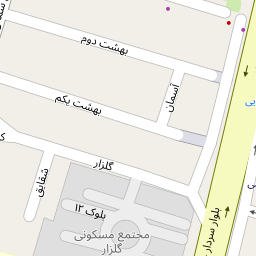 بهشت دوم
آسمان
بهشت یکم
گلزار
شقایق
بلوک ۱۲
مجتمع مسکونی
گلزار
بلوار سردار